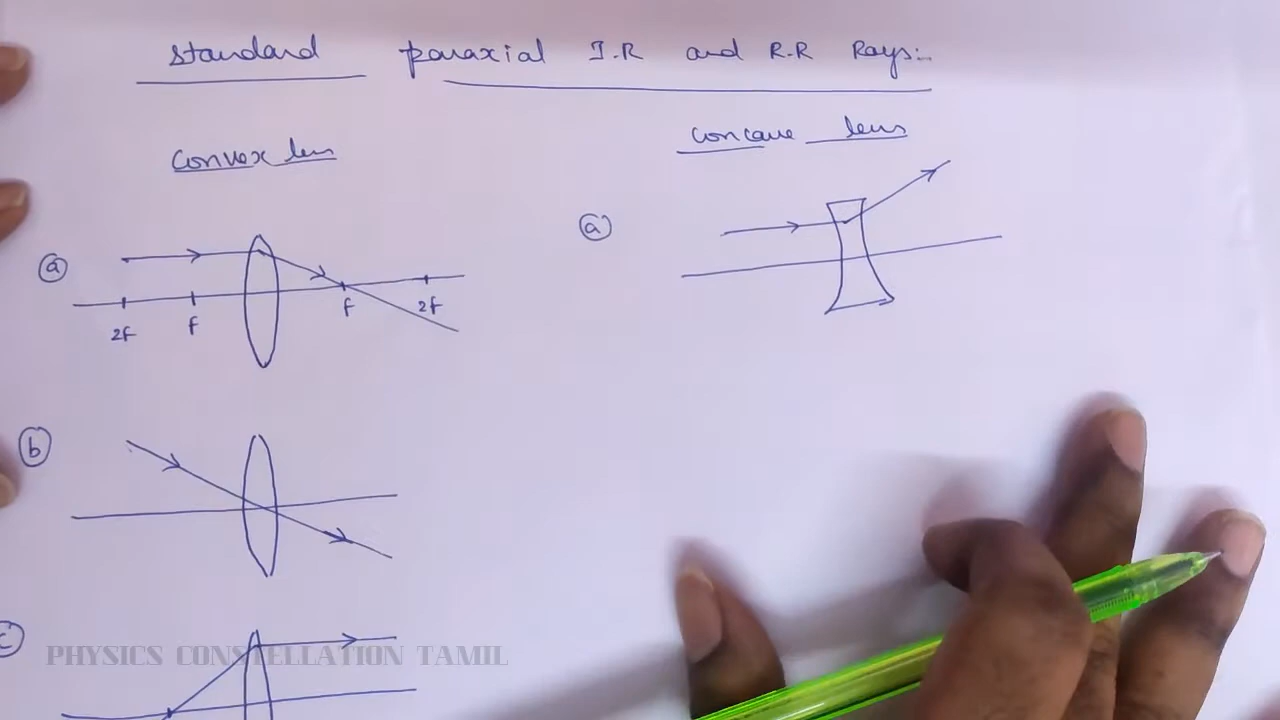 Standard paraxial I.R and R.R Rays:-
Convex lens
Concave lens
a
a
2f
f
f
2f
b
c
PHYSICS CONSTELLATION TAMIL